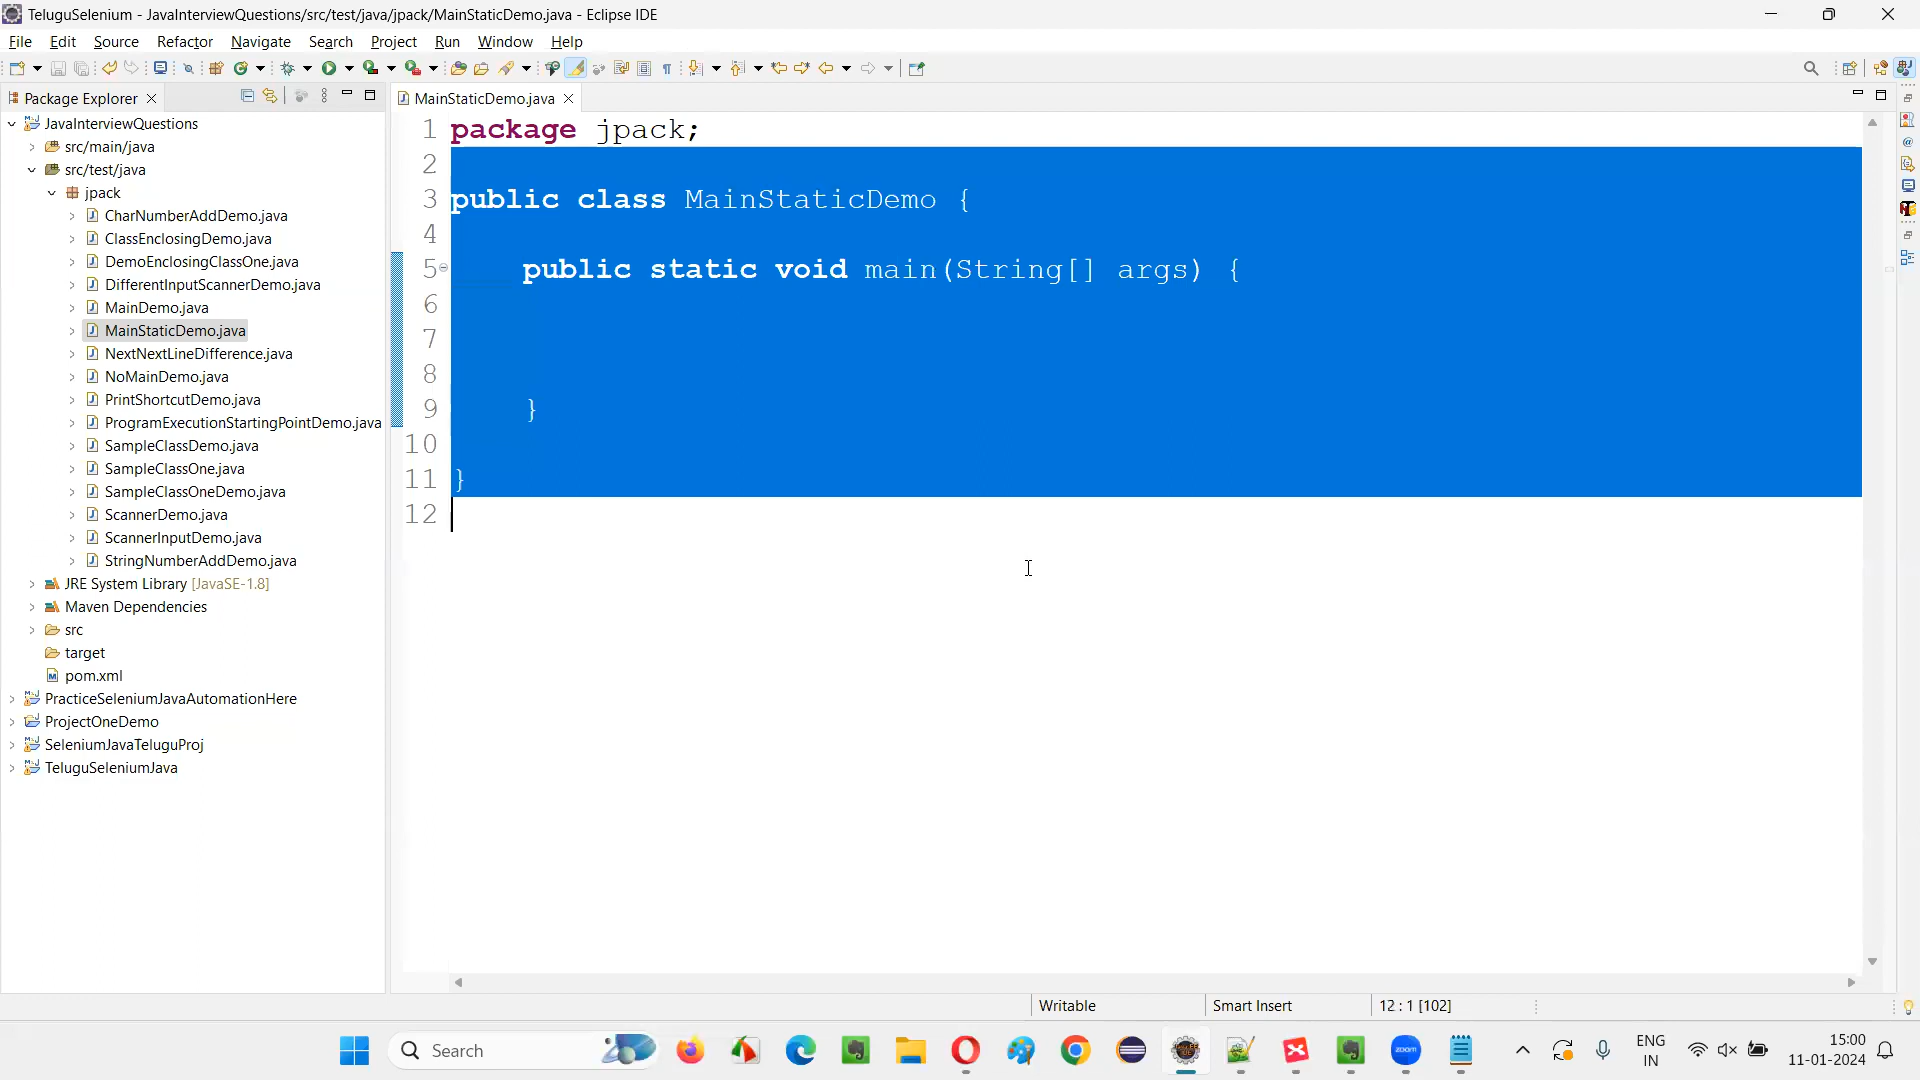 TeluguSelenium - JavaInterviewQuestions/src/test/java/jpack/MainStaticDemo.java - Eclipse IDE
File Edit Source Refactor Navigate Search Project Run Window Help
Package Explorer
MainStaticDemo.java
JavaInterviewQuestions
src/main/java
src/test/java
jpack
CharNumberAddDemo.java
ClassEnclosingDemo.java
DemoEnclosingClassOne.java
DifferentInputScannerDemo.java
MainDemo.java
MainStaticDemo.java
NextNextLineDifference.java
NoMainDemo.java
PrintShortcutDemo.java
ProgramExecutionStartingPointDemo.java
SampleClassDemo.java
SampleClassOne.java
SampleClassOneDemo.java
ScannerDemo.java
ScannerInputDemo.java
StringNumberAddDemo.java
JRE System Library [JavaSE-1.8]
Maven Dependencies
src
target
pom.xml
PracticeSeleniumJavaAutomationHere
ProjectOneDemo
SeleniumJavaTeluguProj
TeluguSeleniumJava
1 package jpack;
2
3 public class MainStaticDemo {
4
5 public static void main(String[] args) {
6
7
8
9 }
10
11 }
12
Writable Smart Insert 12 : 1 [102]
Search
zoom
ENG
IN
15:00
11-01-2024